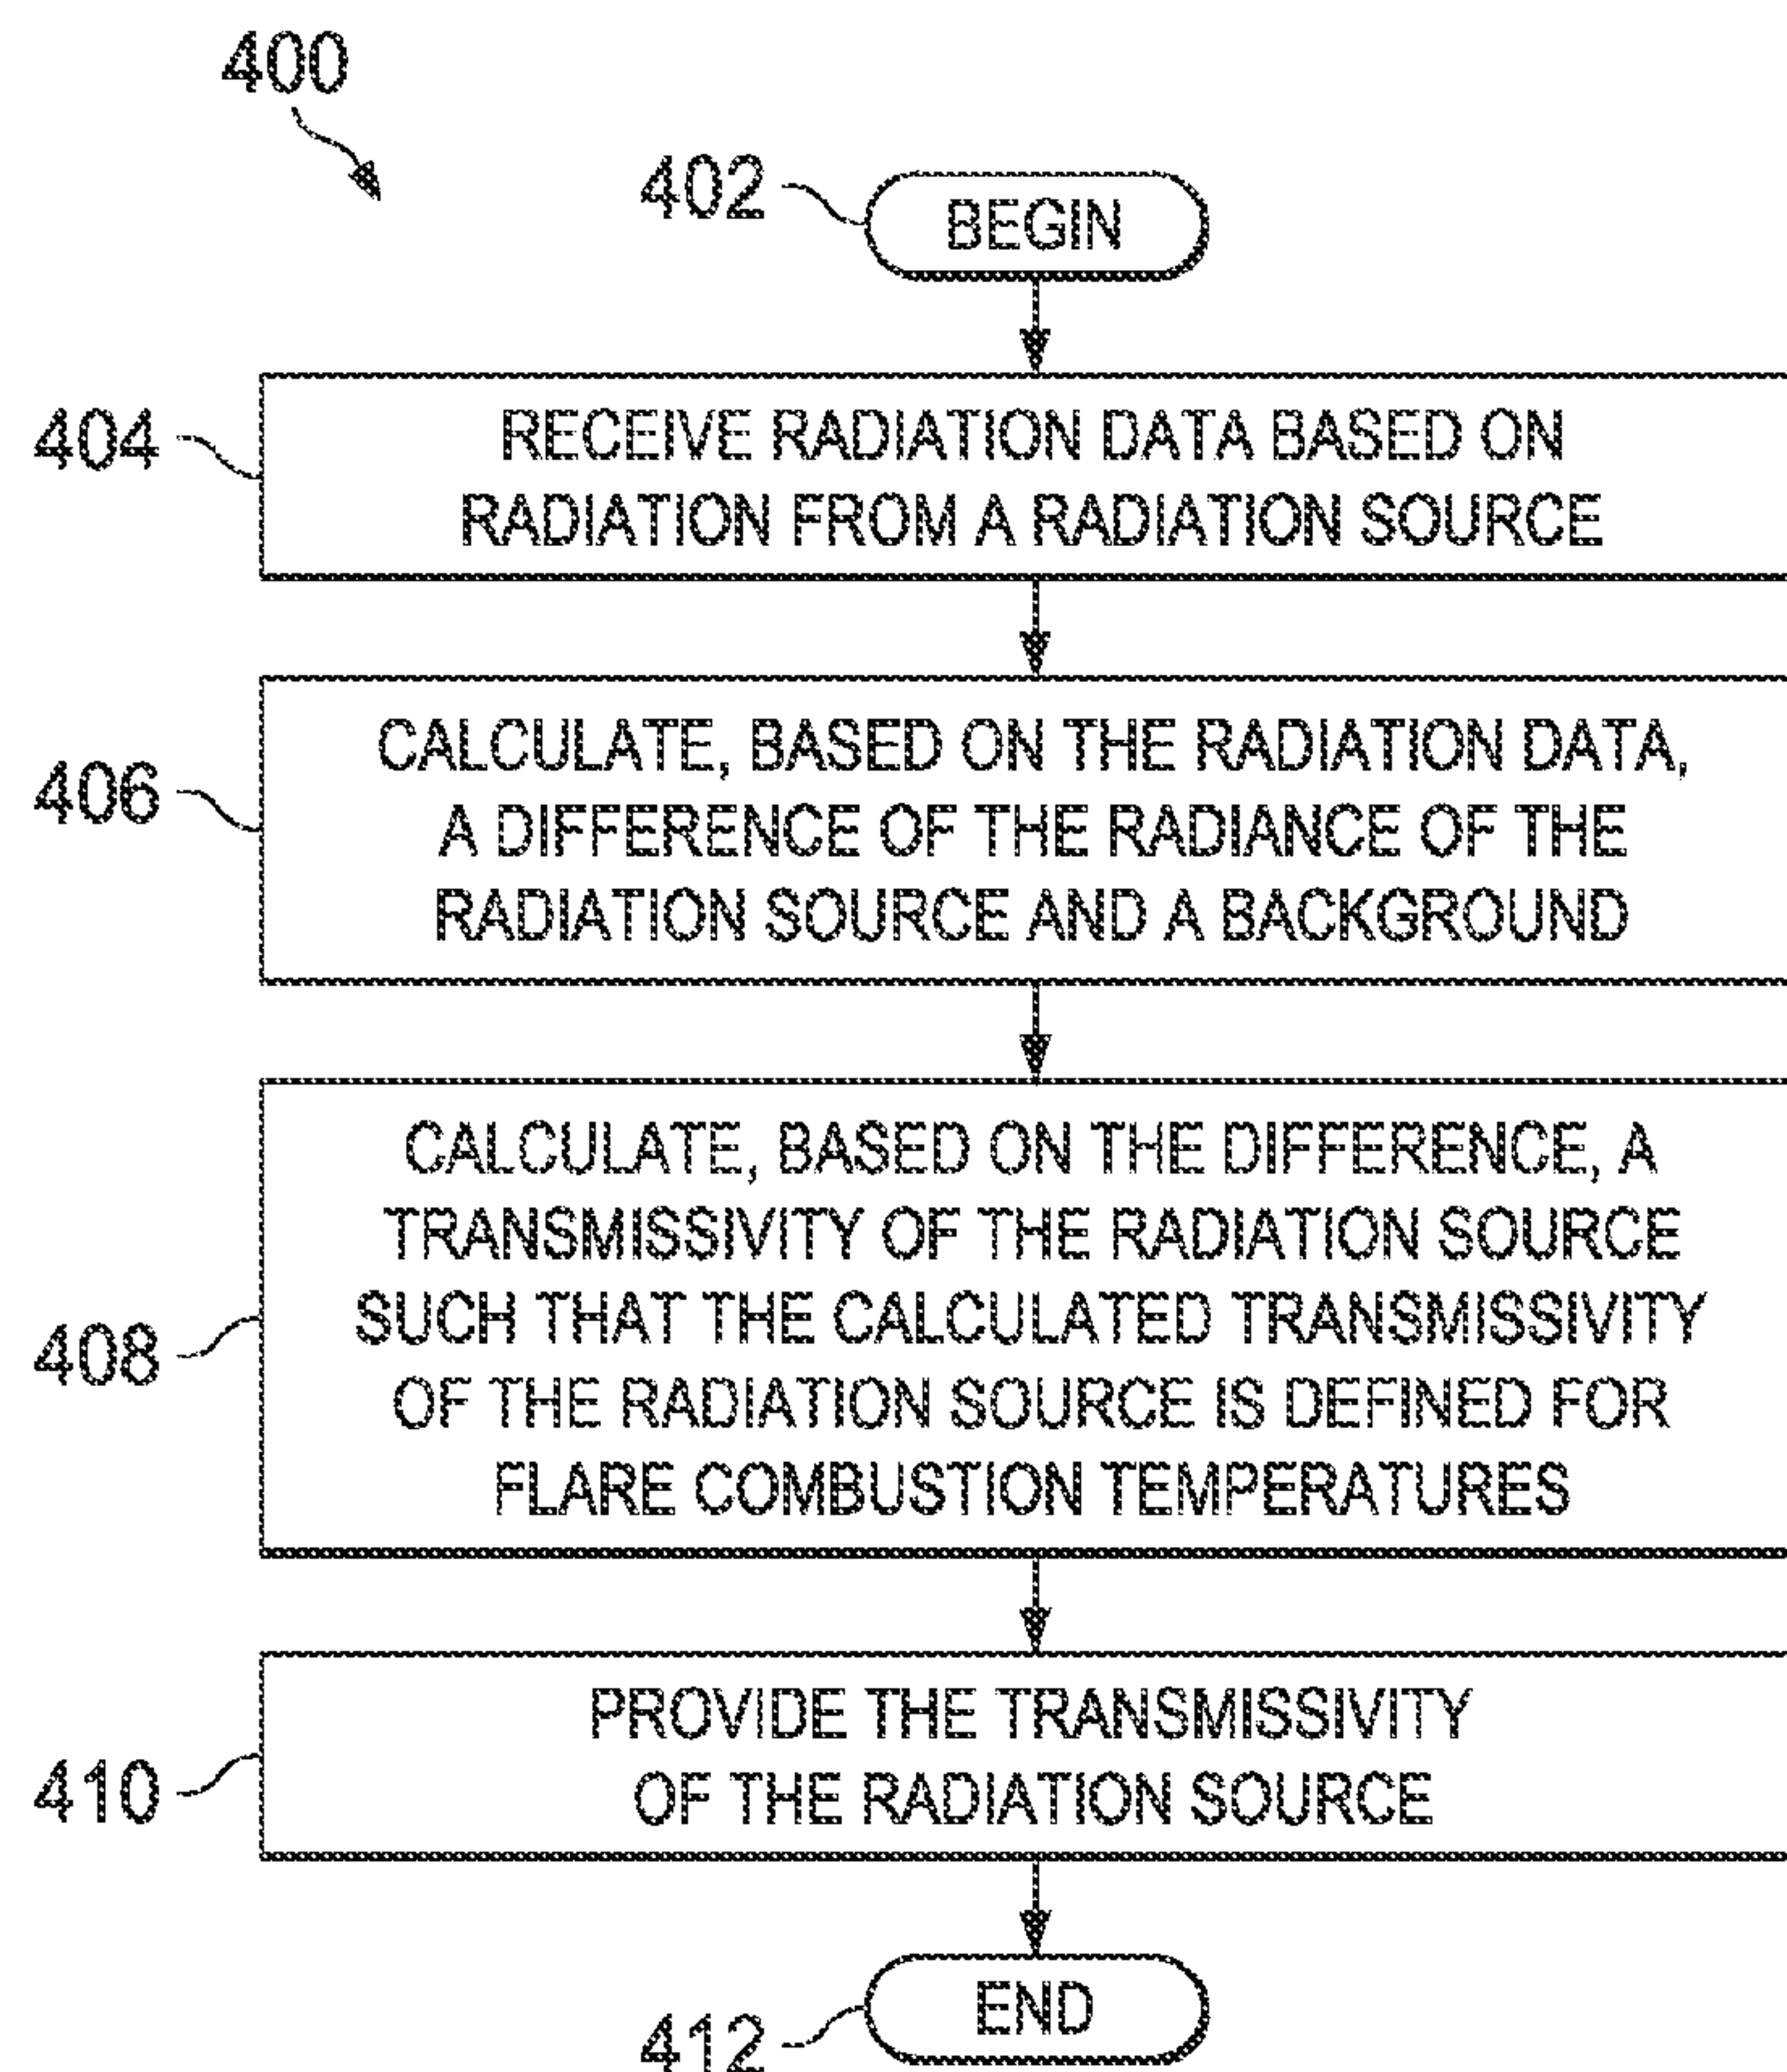 400
402
BEGIN
404
RECEIVE RADIATION DATA BASED ON
RADIATION FROM A RADIATION SOURCE
406
CALCULATE, BASED ON THE RADIATION DATA,
A DIFFERENCE OF THE RADIANCE OF THE
RADIATION SOURCE AND A BACKGROUND
408
CALCULATE, BASED ON THE DIFFERENCE, A
TRANSMISSIVITY OF THE RADIATION SOURCE
SUCH THAT THE CALCULATED TRANSMISSIVITY
OF THE RADIATION SOURCE IS DEFINED FOR
FLARE COMBUSTION TEMPERATURES
410
PROVIDE THE TRANSMISSIVITY
OF THE RADIATION SOURCE
412
END